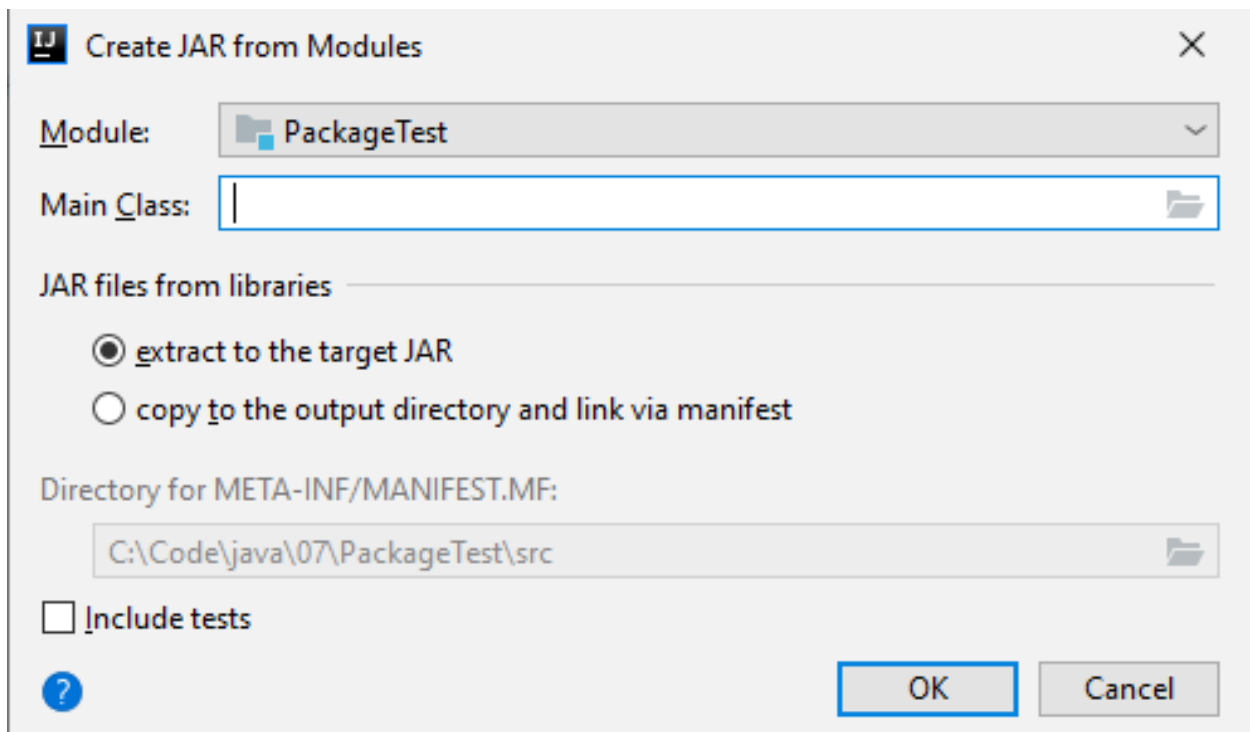 IJ
Create JAR from Modules
Module: PackageTest
Main Class:
JAR files from libraries
extract to the target JAR
copy to the output directory and link via manifest
Directory for META-INF/MANIFEST.MF:
C:\Code\java\07\PackageTest\src
Include tests
?
OK Cancel